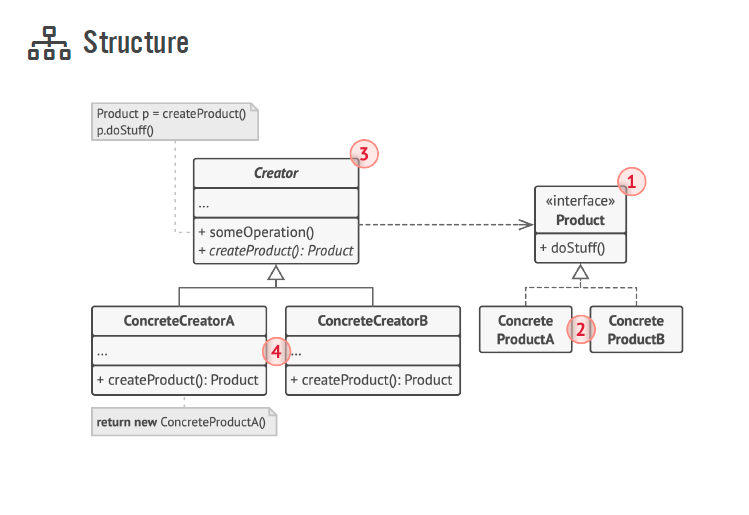 Structure
Product p = createProduct()
p.doStuff()
3
Creator
...
+ someOperation()
+ createProduct(): Product
1
«interface»
Product
+ doStuff()
ConcreteCreatorA
...
+ createProduct(): Product
4
ConcreteCreatorB
...
+ createProduct(): Product
Concrete
ProductA
2
Concrete
ProductB
return new ConcreteProductA()